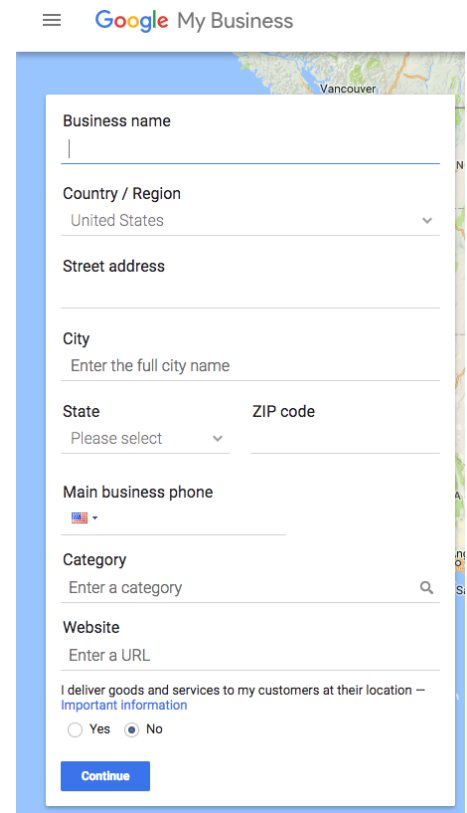 Google My Business
Vancouver
Business name
Country / Region
United States
Street address
City
Enter the full city name
State
ZIP code
Please select
Main business phone
Category
Enter a category
Website
Enter a URL
I deliver goods and services to my customers at their location —
Important information
Yes
No
Continue